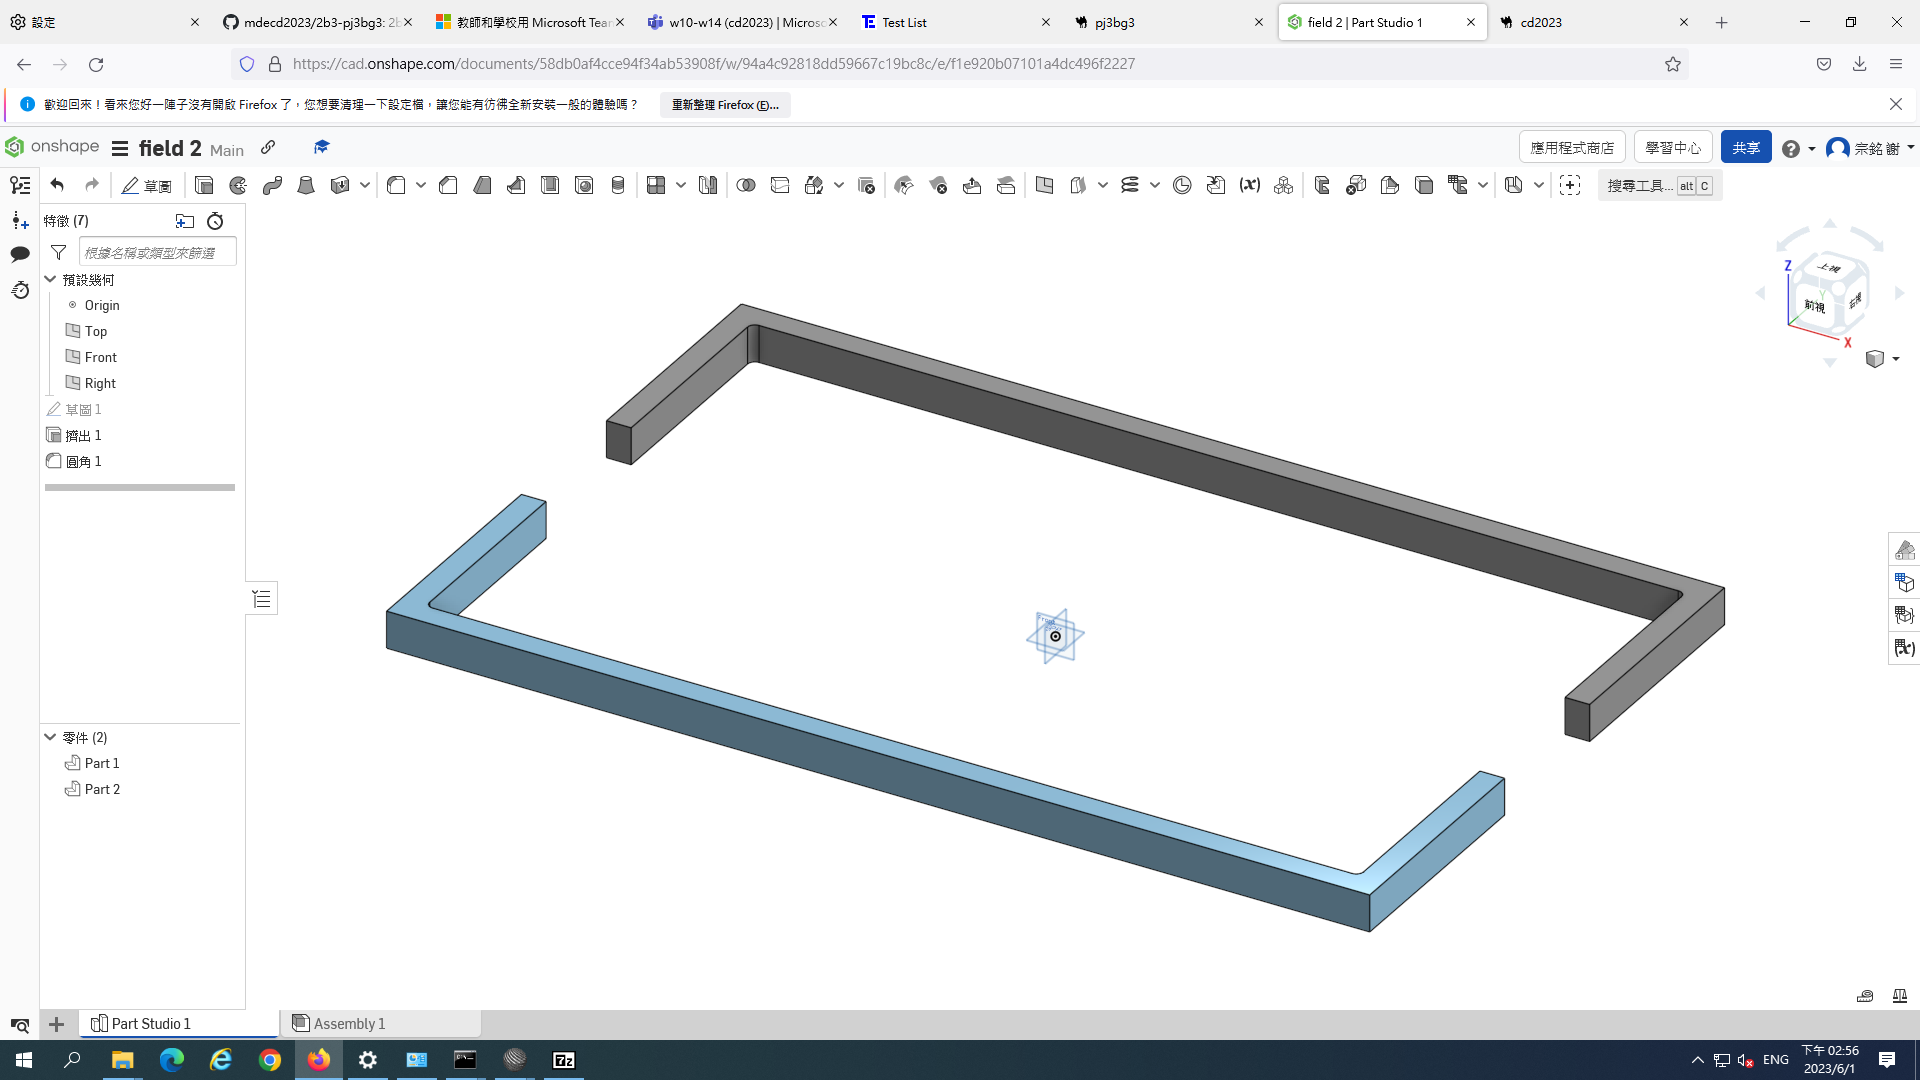 設定
mdecd2023/2b3-pj3bg3: 2b
教師和學校用 Microsoft Tean
w10-w14 (cd2023) | Microso
Test List
pj3bg3
field 2 | Part Studio 1
cd2023
https://cad.onshape.com/documents/58db0af4cce94f34ab53908f/w/94a4c92818dd59667c19bc8c/e/f1e920b07101a4dc496f2227
歡迎回來！看來您好一陣子沒有開啟 Firefox 了，您想要清理一下設定檔，讓您能有彷彿全新安裝一般的體驗嗎？
重新整理 Firefox (E)...
onshape
field 2 Main
應用程式商店
學習中心
共享
宗銘 謝
草圖
搜尋工具... alt C
特徵 (7)
根據名稱或類型來篩選
預設幾何
Origin
Top
Front
Right
草圖 1
擠出 1
圓角 1
零件 (2)
Part 1
Part 2
Z
上視
前視
右視
Y
X
Front
Part Studio 1
Assembly 1
ENG
下午 02:56
2023/6/1